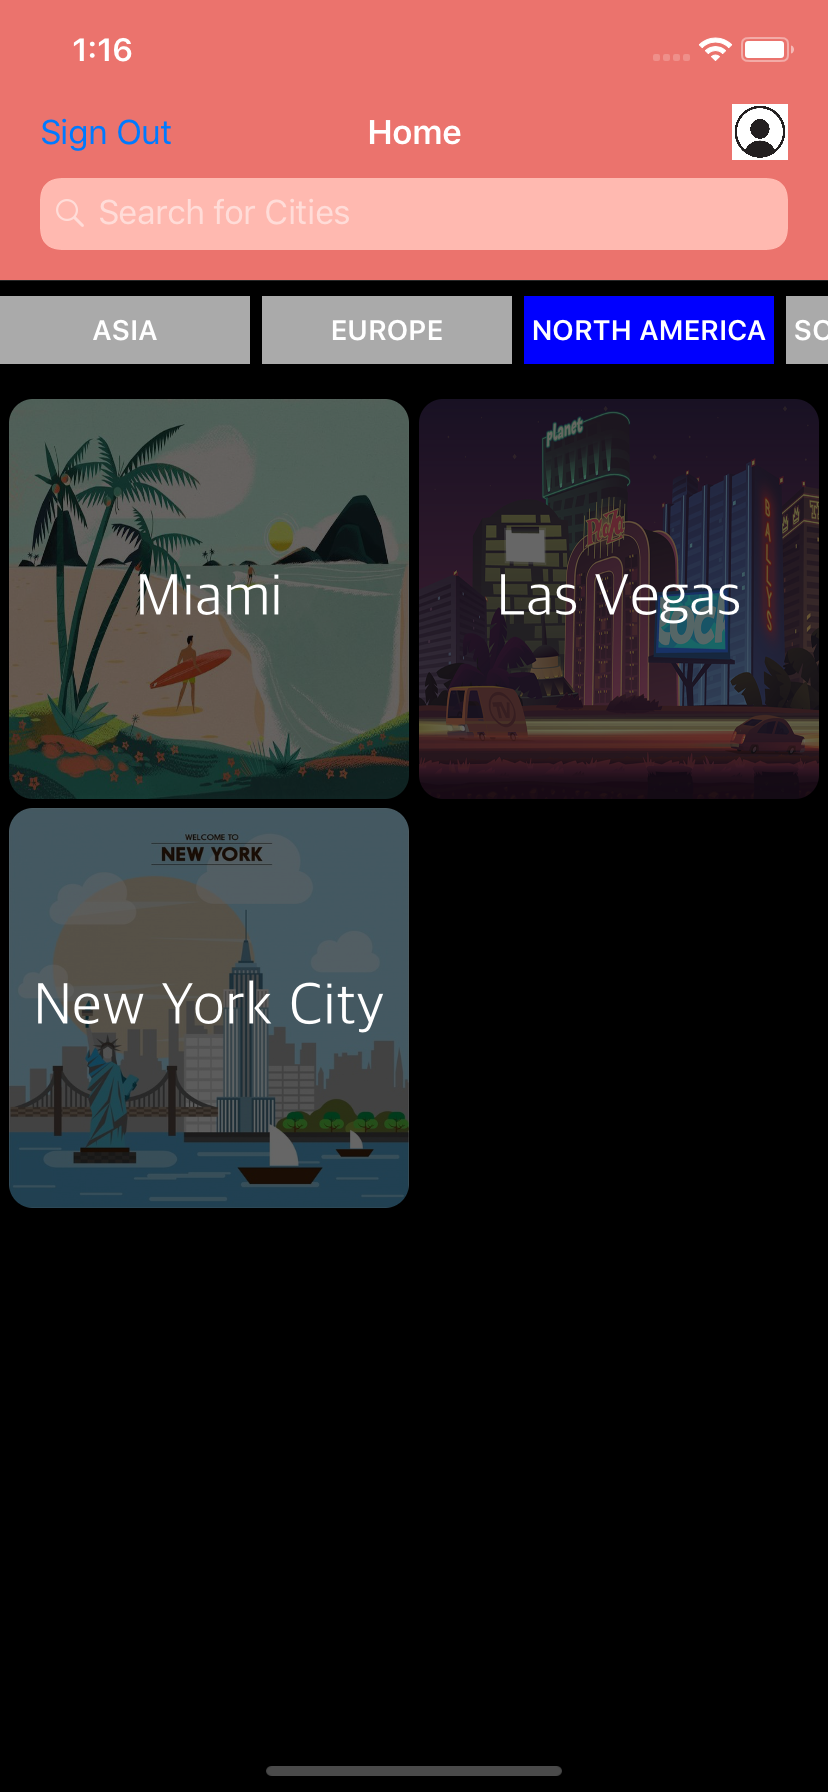 1:16
Sign Out
Home
Search for Cities
ASIA
EUROPE
NORTH AMERICA
SO
planet
BALLY'S
Miami
Las Vegas
WELCOME TO
NEW YORK
New York City